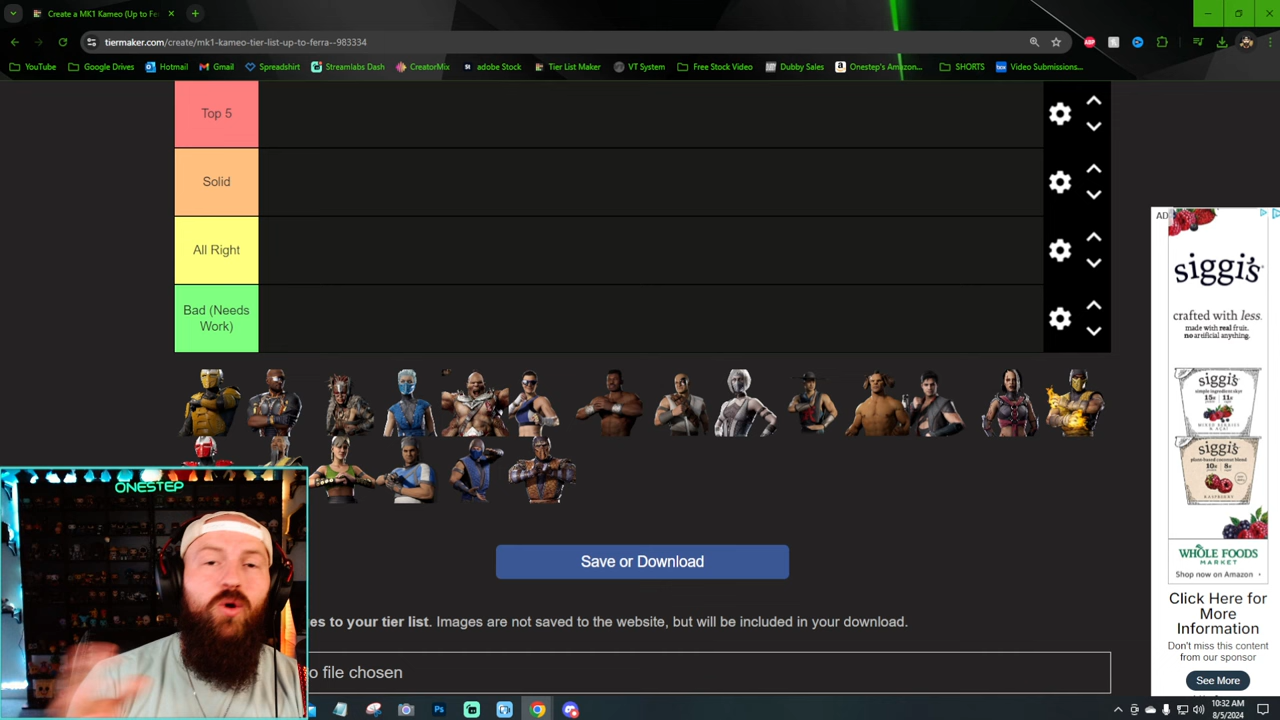 Create a MK1 Kameo (Up to Fer
tiermaker.com/create/mk1-kameo-tier-list-up-to-ferra--983334
YouTube
Google Drives
Hotmail
Gmail
Spreadshirt
Streamlabs Dash
CreatorMix
St adobe Stock
Tier List Maker
VT System
Free Stock Video
Dubby Sales
Onestep's Amazon...
SHORTS
Video Submissions...
Top 5
Solid
All Right
Bad (Needs
Work)
AD
siggi's
crafted with less.
made with real fruit,
no artificial anything.
siggi's
siggi's
WHOLE FOODS
MARKET
Shop now on Amazon
Click Here for
More
Information
Don't miss this content
from our sponsor
See More
ONESTEP
Save or Download
es to your tier list. Images are not saved to the website, but will be included in your download.
o file chosen
10:32 AM
8/5/2024